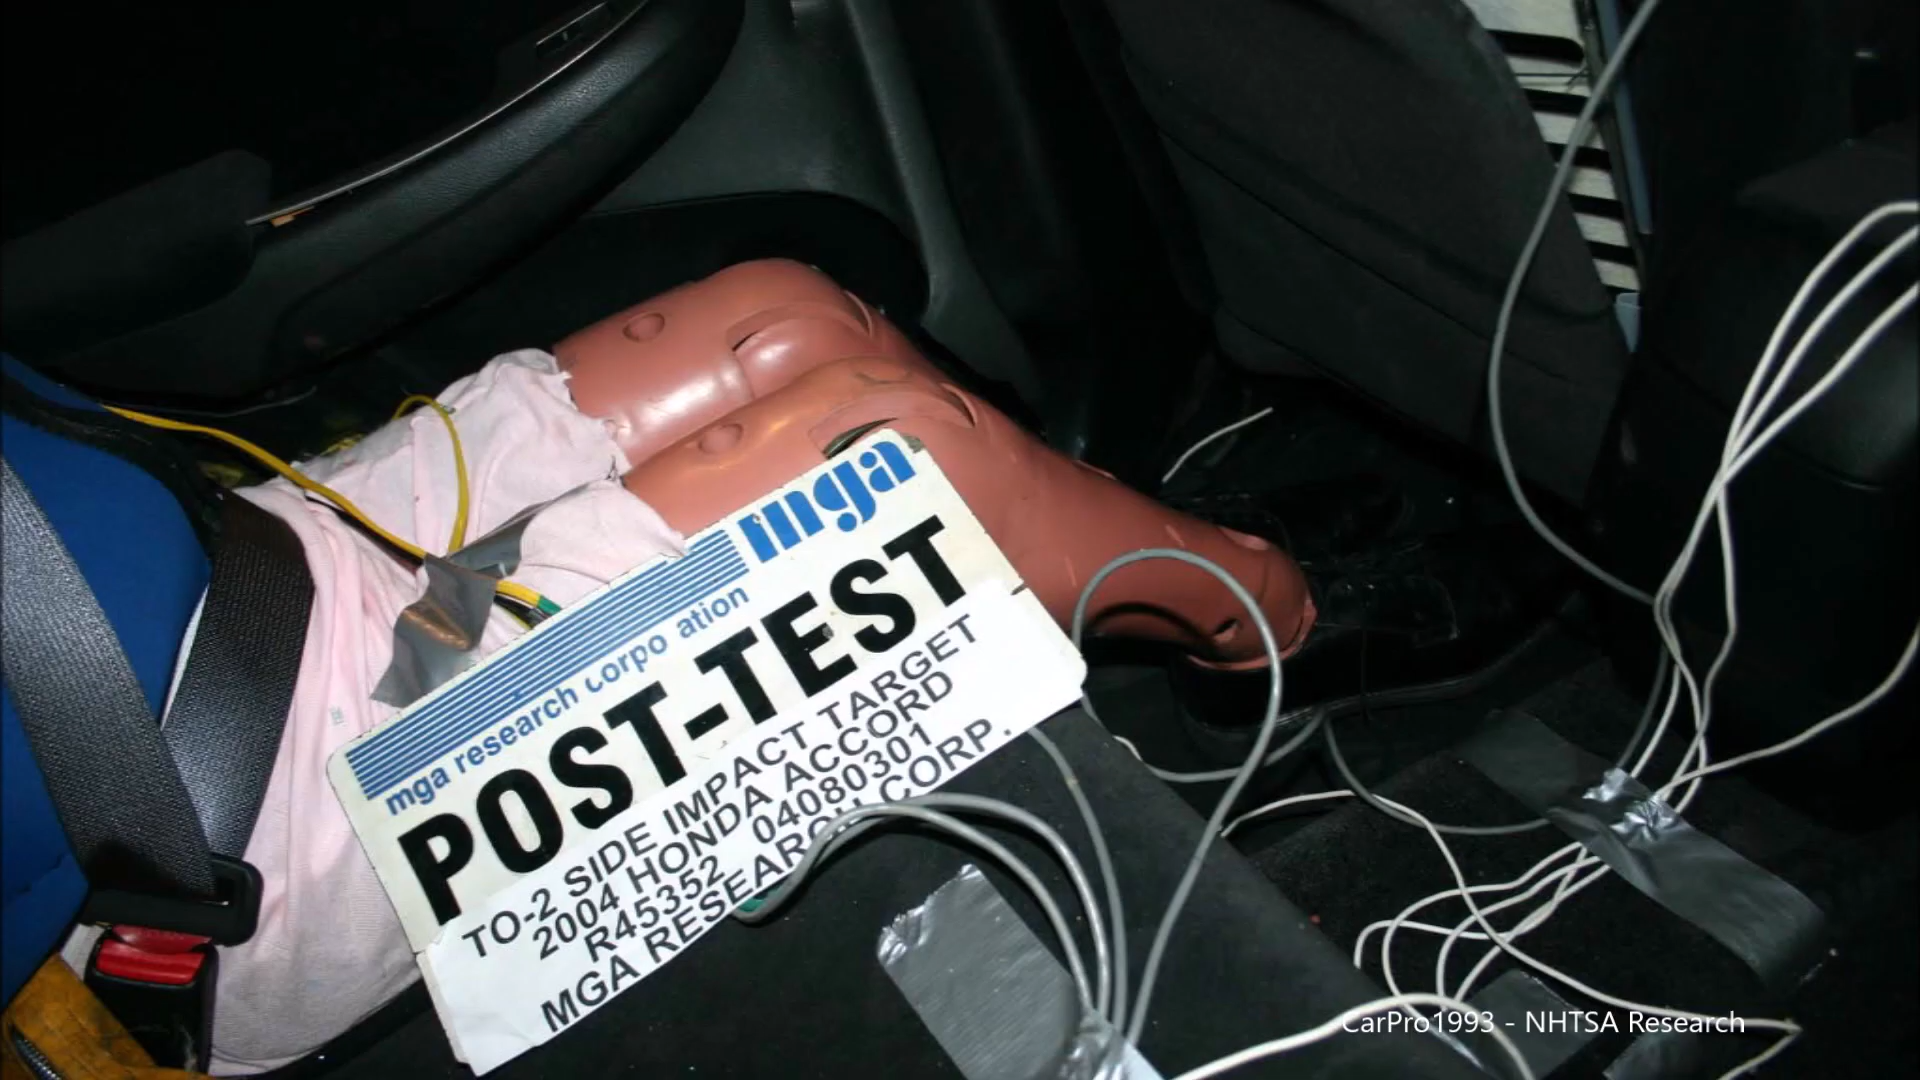 mga
mga research corpo ation
POST-TEST
TO-2 SIDE IMPACT TARGET
2004 HONDA ACCORD
R45352 04080301
MGA RESEARCH CORP.
CarPro1993 - NHTSA Research